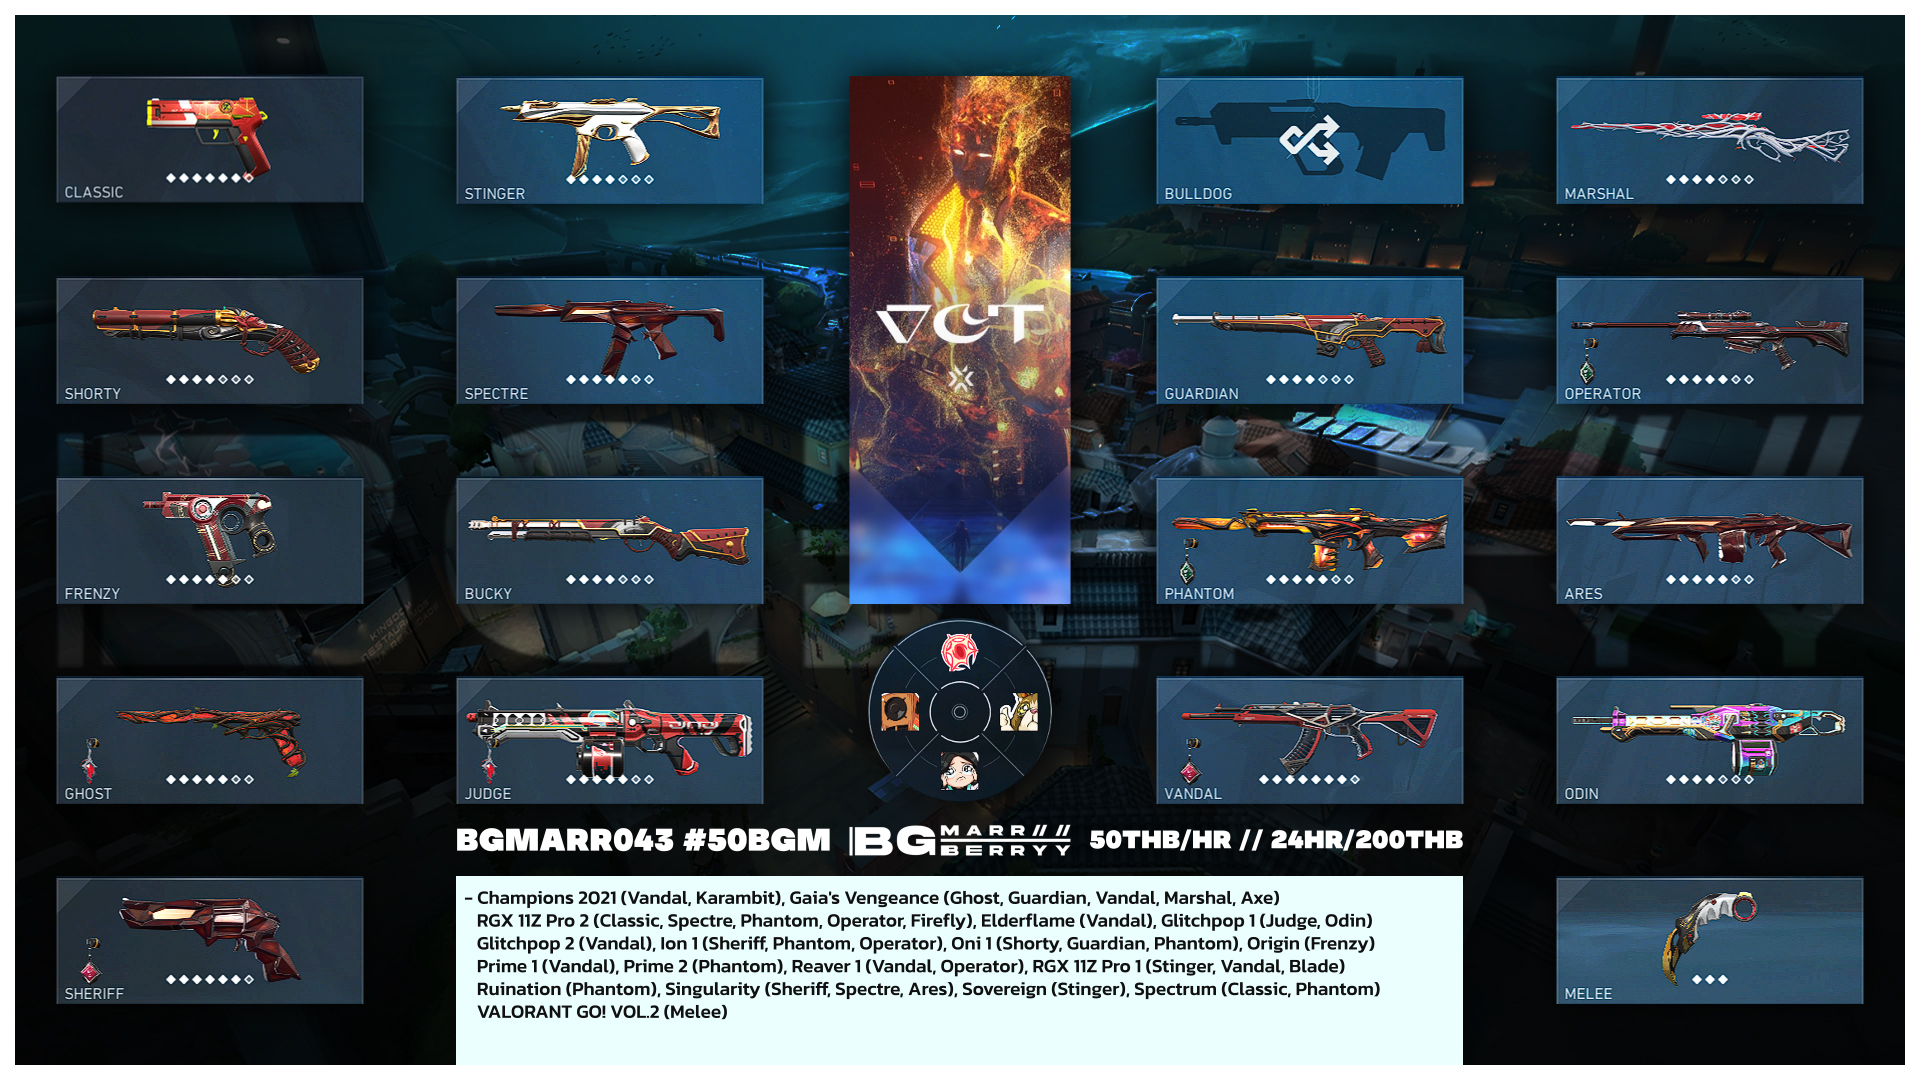 CLASSIC
STINGER
BULLDOG
MARSHAL
SHORTY
SPECTRE
VCT
GUARDIAN
OPERATOR
FRENZY
BUCKY
PHANTOM
ARES
GHOST
JUDGE
VANDAL
ODIN
BGMARR043 #50BGM
BG MARR////
BERRYY
50THB/HR // 24HR/200THB
SHERIFF
- Champions 2021 (Vandal, Karambit), Gaia's Vengeance (Ghost, Guardian, Vandal, Marshal, Axe)
RGX 11Z Pro 2 (Classic, Spectre, Phantom, Operator, Firefly), Elderflame (Vandal), Glitchpop 1 (Judge, Odin)
Glitchpop 2 (Vandal), Ion 1 (Sheriff, Phantom, Operator), Oni 1 (Shorty, Guardian, Phantom), Origin (Frenzy)
Prime 1 (Vandal), Prime 2 (Phantom), Reaver 1 (Vandal, Operator), RGX 11Z Pro 1 (Stinger, Vandal, Blade)
Ruination (Phantom), Singularity (Sheriff, Spectre, Ares), Sovereign (Stinger), Spectrum (Classic, Phantom)
VALORANT GO! VOL.2 (Melee)
MELEE